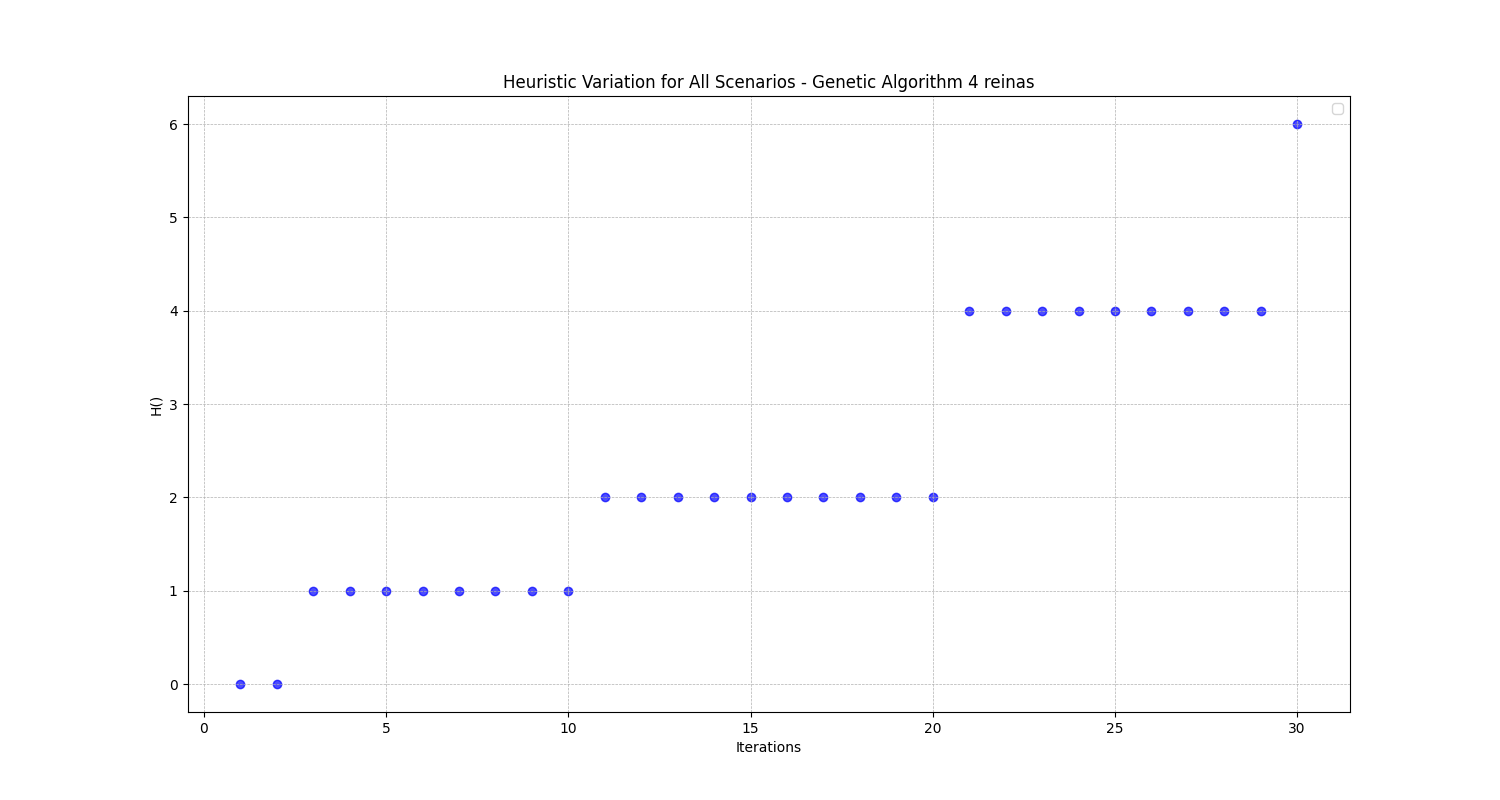 Heuristic Variation for All Scenarios - Genetic Algorithm 4 reinas
6
5
4
3
2
1
0
H()
0 5 10 15 20 25 30
Iterations